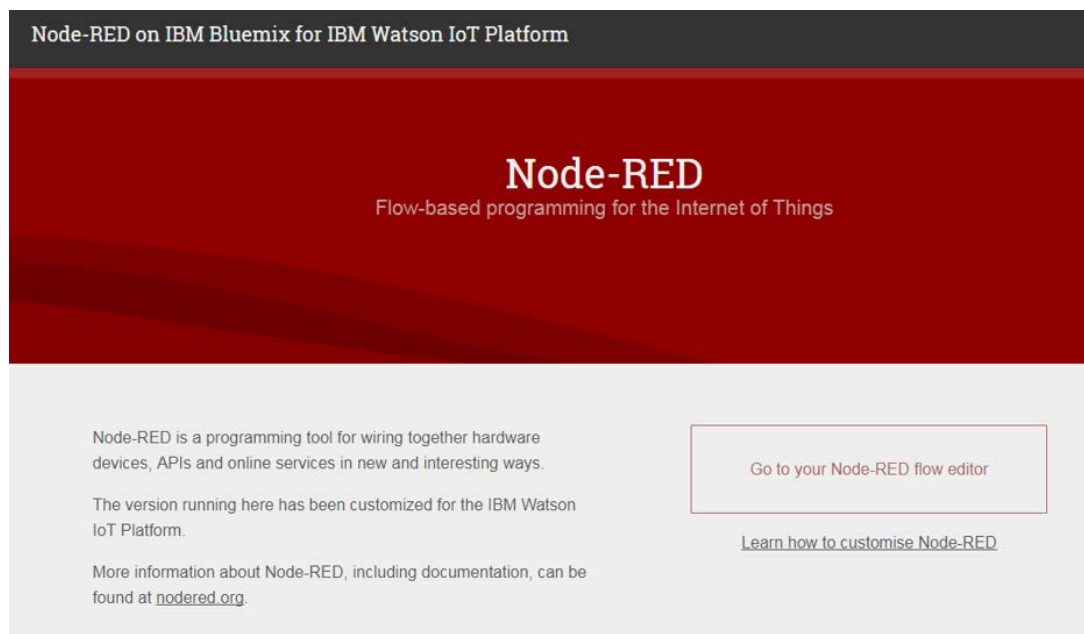 Node-RED on IBM Bluemix for IBM Watson IoT Platform
Node-RED
Flow-based programming for the Internet of Things
Node-RED is a programming tool for wiring together hardware
devices, APIs and online services in new and interesting ways.
The version running here has been customized for the IBM Watson
IoT Platform.
More information about Node-RED, including documentation, can be
found at nodered.org.
Go to your Node-RED flow editor
Learn how to customise Node-RED